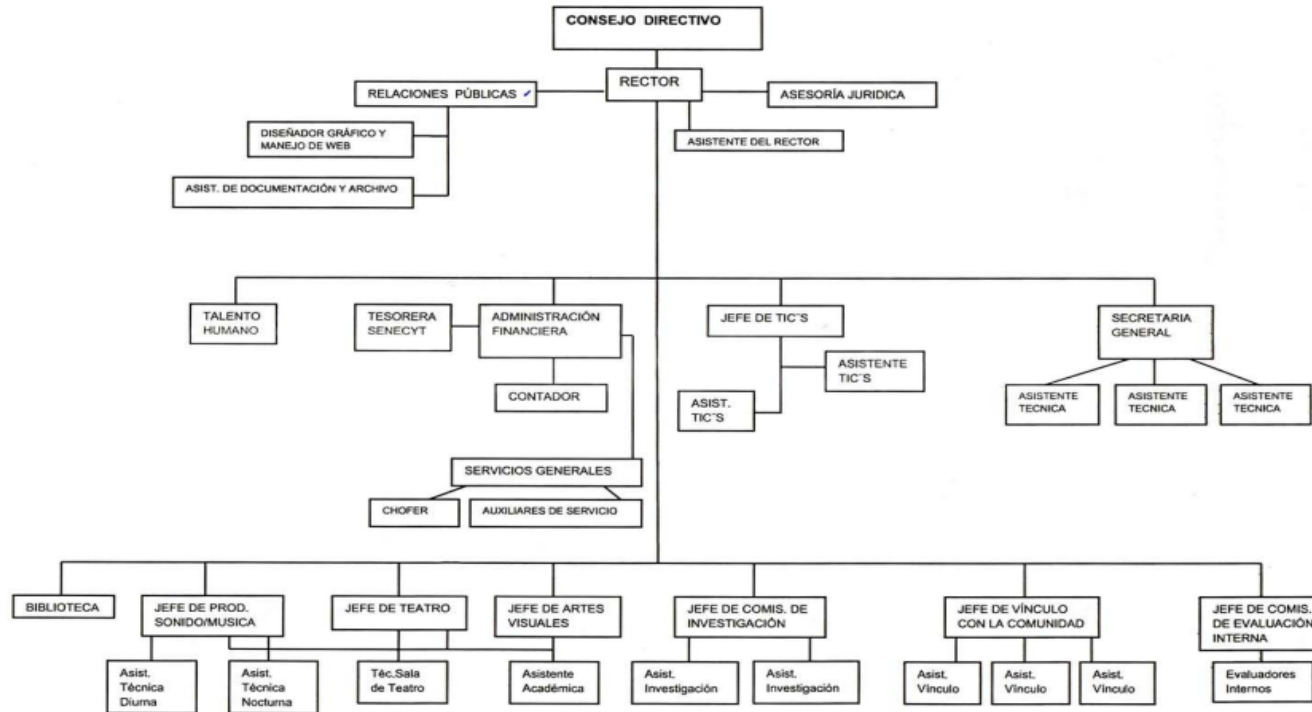 CONSEJO DIRECTIVO
RECTOR
RELACIONES PÚBLICAS
ASESORÍA JURIDICA
DISEÑADOR GRÁFICO Y
MANEJO DE WEB
ASISTENTE DEL RECTOR
ASIST. DE DOCUMENTACIÓN Y ARCHIVO
TALENTO
HUMANO
TESORERA
SENECYT
ADMINISTRACIÓN
FINANCIERA
JEFE DE TIC¨S
SECRETARIA
GENERAL
ASISTENTE
TIC¨S
CONTADOR
ASIST.
TIC¨S
ASISTENTE
TECNICA
ASISTENTE
TECNICA
ASISTENTE
TECNICA
SERVICIOS GENERALES
CHOFER
AUXILIARES DE SERVICIO
BIBLIOTECA
JEFE DE PROD.
SONIDO/MUSICA
JEFE DE TEATRO
JEFE DE ARTES
VISUALES
JEFE DE COMIS. DE
INVESTIGACIÓN
JEFE DE VÍNCULO
CON LA COMUNIDAD
JEFE DE COMIS.
DE EVALUACIÓN
INTERNA
Asist.
Técnica
Diurna
Asist.
Técnica
Nocturna
Téc.Sala
de Teatro
Asistente
Académica
Asist.
Investigación
Asist.
Investigación
Asist.
Vínculo
Asist.
Vínculo
Asist.
Vínculo
Evaluadores
Internos